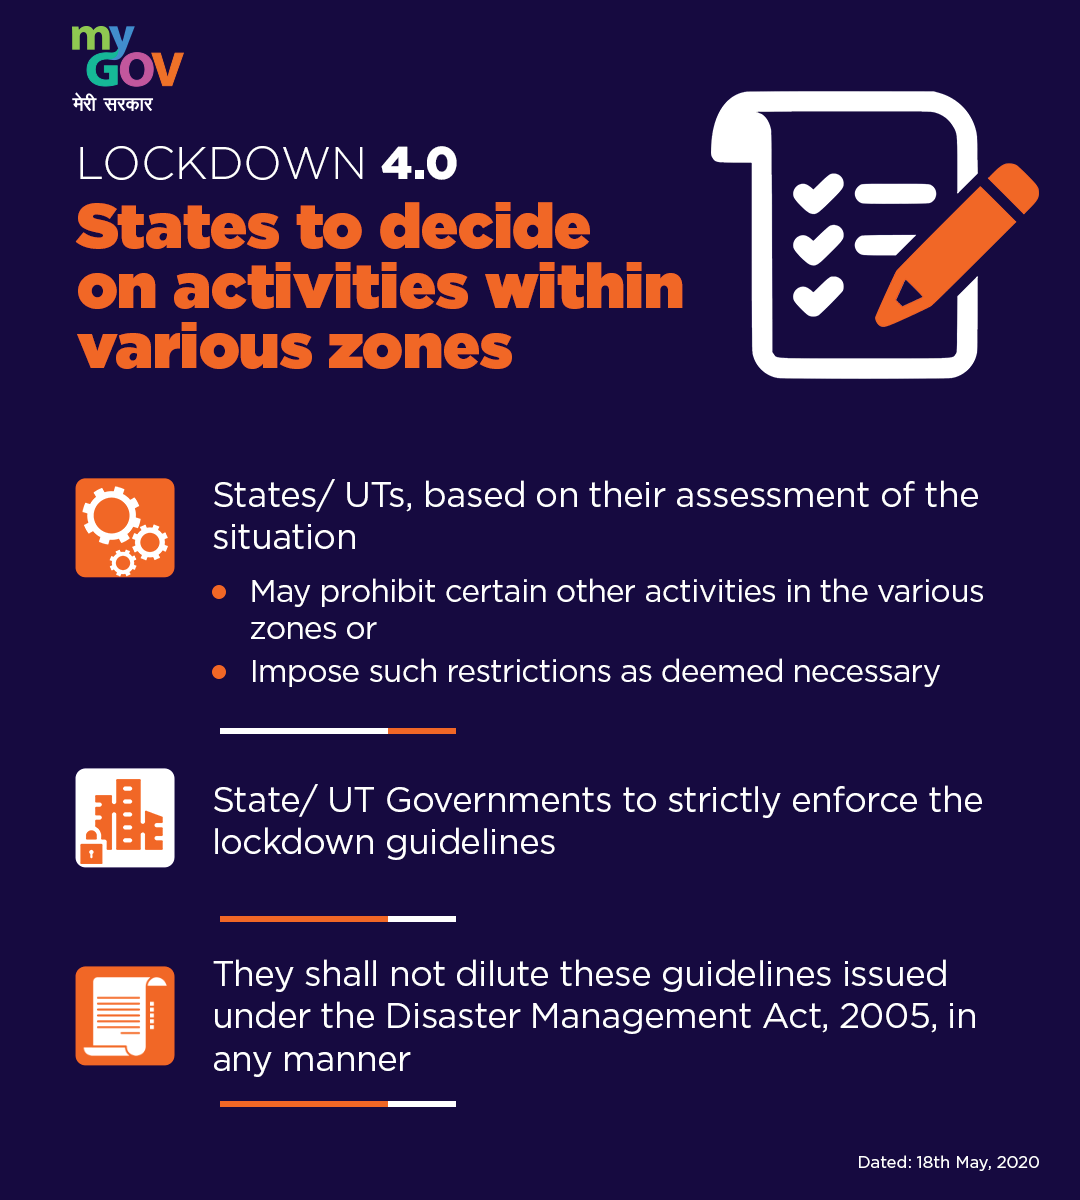 my
GOV
मेरी सरकार
LOCKDOWN 4.0
States to decide
on activities within
various zones
States/ UTs, based on their assessment of the
situation
May prohibit certain other activities in the various
zones or
Impose such restrictions as deemed necessary
State/ UT Governments to strictly enforce the
lockdown guidelines
They shall not dilute these guidelines issued
under the Disaster Management Act, 2005, in
any manner
Dated: 18th May, 2020